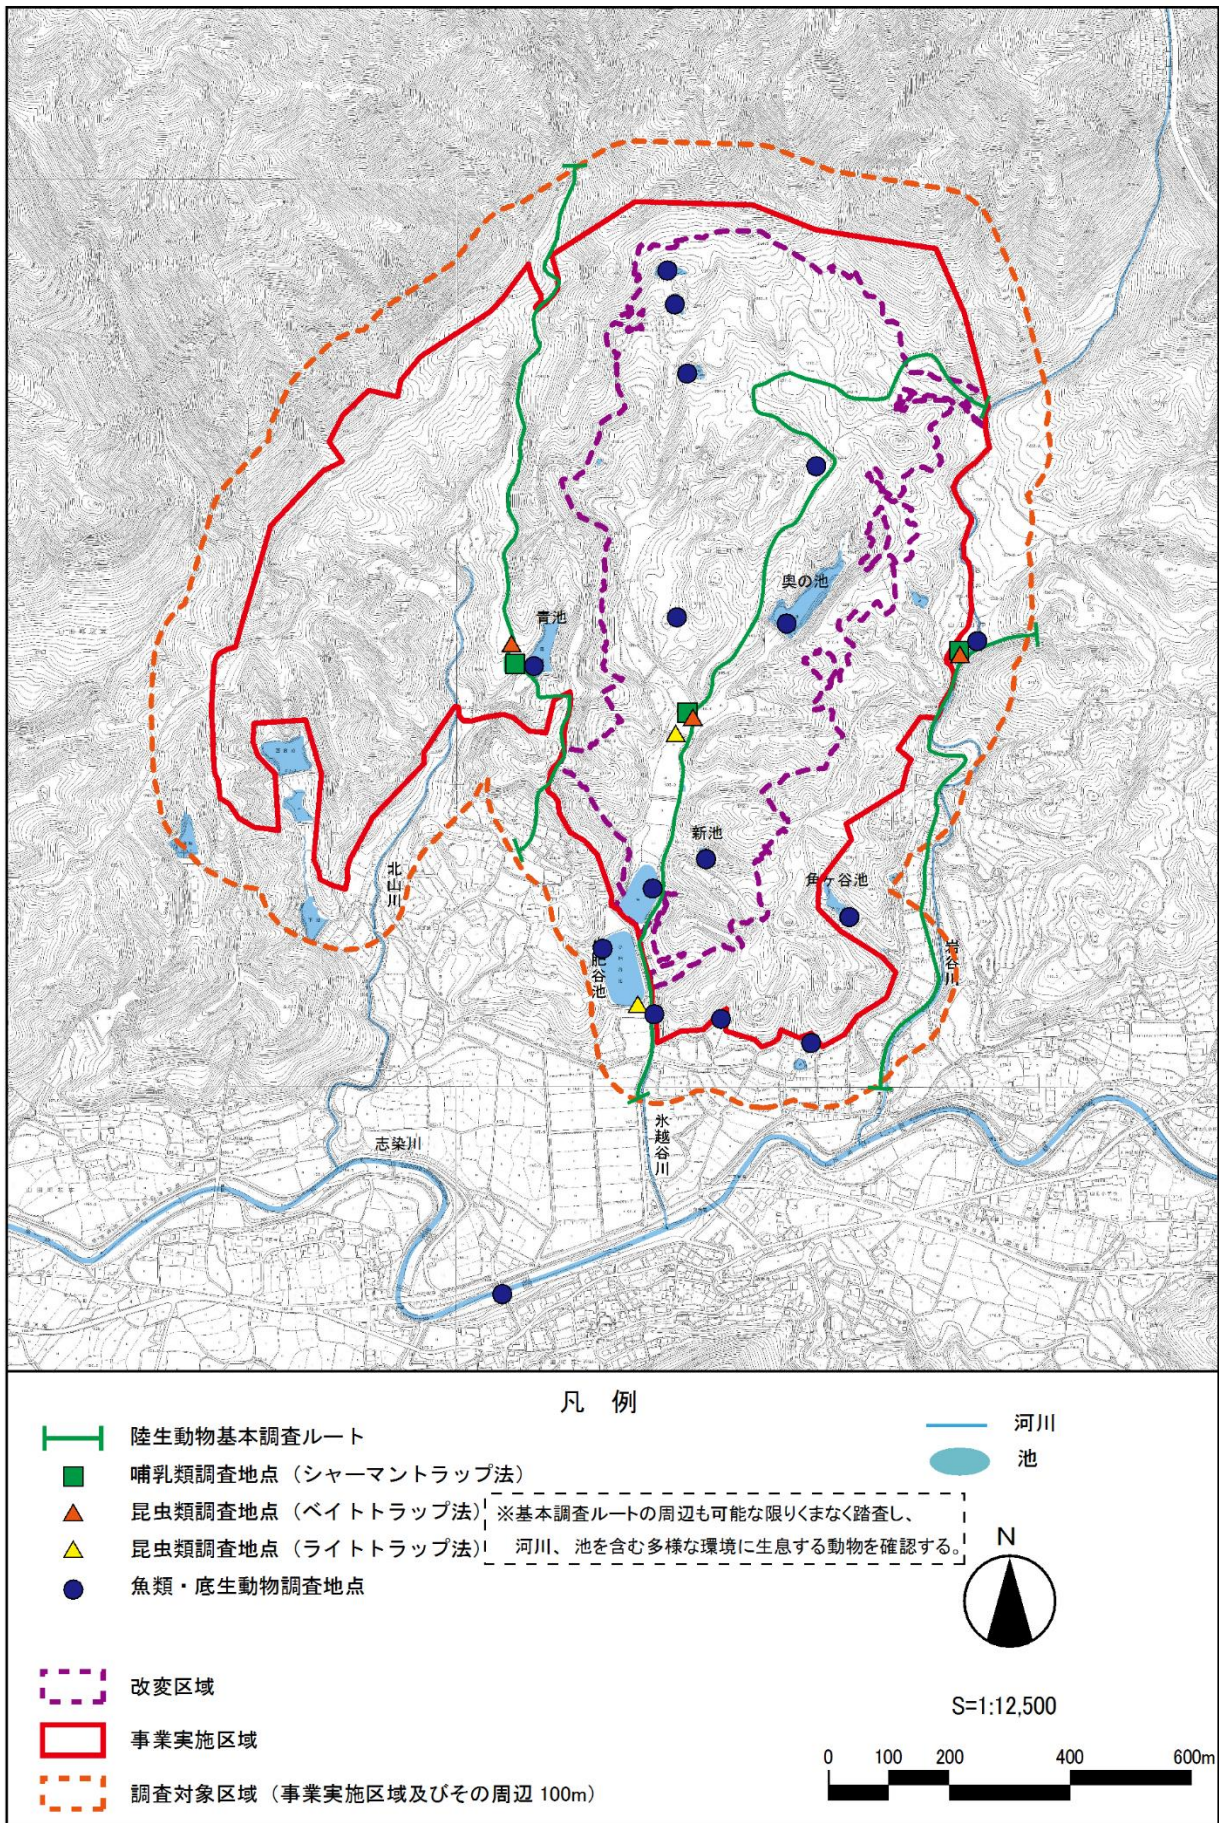 奥の池
青池
新池
角ヶ谷池
北山川
岩谷川
肥谷池
志染川
氷越谷川
凡 例
陸生動物基本調査ルート
哺乳類調査地点（シャーマントラップ法）
昆虫類調査地点（ベイトトラップ法）
昆虫類調査地点（ライトトラップ法）
魚類・底生動物調査地点
※基本調査ルートの周辺も可能な限りくまなく踏査し、
河川、池を含む多様な環境に生息する動物を確認する。
河川
池
N
改変区域
事業実施区域
調査対象区域（事業実施区域及びその周辺 100m）
S=1:12,500
0 100 200 400 600m